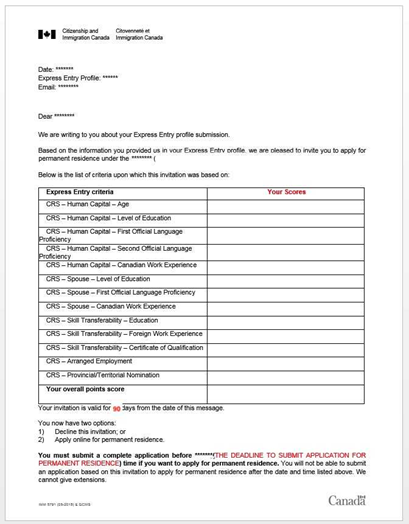 Citizenship and Citoyenneté et
Immigration Canada Immigration Canada
Date: *******
Express Entry Profile: ******
Email: ********
Dear ********
We are writing to you about your Express Entry profile submission.
Based on the information you provided us in your Express Entry profile, we are pleased to invite you to apply for
permanent residence under the ******** (
Below is the list of criteria upon which this invitation was based:
Express Entry criteria Your Scores
CRS – Human Capital – Age
CRS – Human Capital – Level of Education
CRS – Human Capital – First Official Language
Proficiency
CRS – Human Capital – Second Official Language
Proficiency
CRS – Human Capital – Canadian Work Experience
CRS – Spouse – Level of Education
CRS – Spouse – First Official Language Proficiency
CRS – Spouse – Canadian Work Experience
CRS – Skill Transferability – Education
CRS – Skill Transferability – Foreign Work Experience
CRS – Skill Transferability – Certificate of Qualification
CRS – Arranged Employment
CRS – Provincial/Territorial Nomination
Your overall points score
Your invitation is valid for 90 days from the date of this message.
You now have two options:
1) Decline this invitation; or
2) Apply online for permanent residence.
You must submit a complete application before *******(THE DEADLINE TO SUBMIT APPLICATION FOR
PERMANENT RESIDENCE) time if you want to apply for permanent residence. You will not be able to submit
an application based on this invitation to apply for permanent residence after the date and time listed above. We
cannot give extensions.
Canada